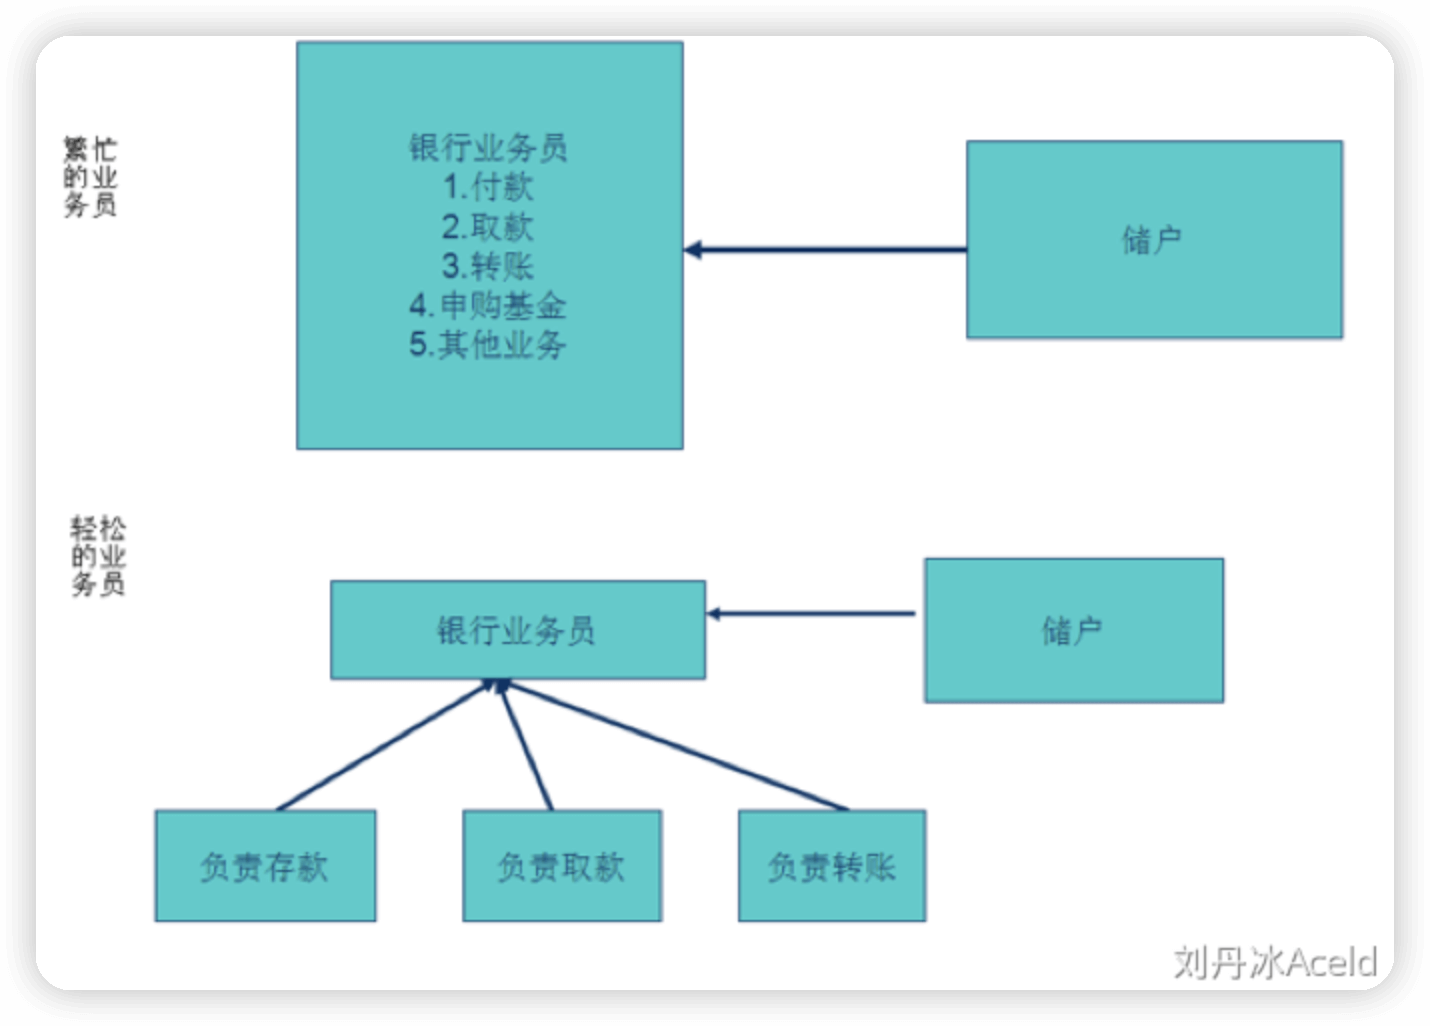 繁忙
的业
务员
银行业务员
1.付款
2.取款
3.转账
4.申购基金
5.其他业务
储户
轻松
的业
务员
银行业务员
储户
负责存款
负责取款
负责转账
刘丹冰Aceld